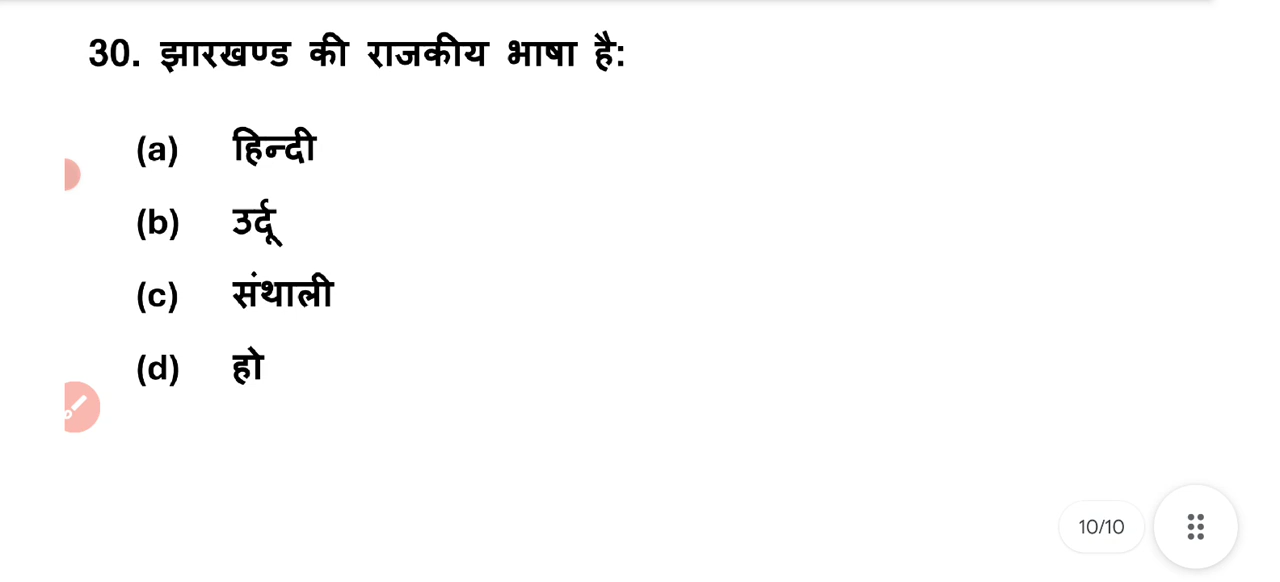 30. झारखण्ड की राजकीय भाषा है:
(a) हिन्दी
(b) उर्दू
(c) संथाली
(d) हो
10/10